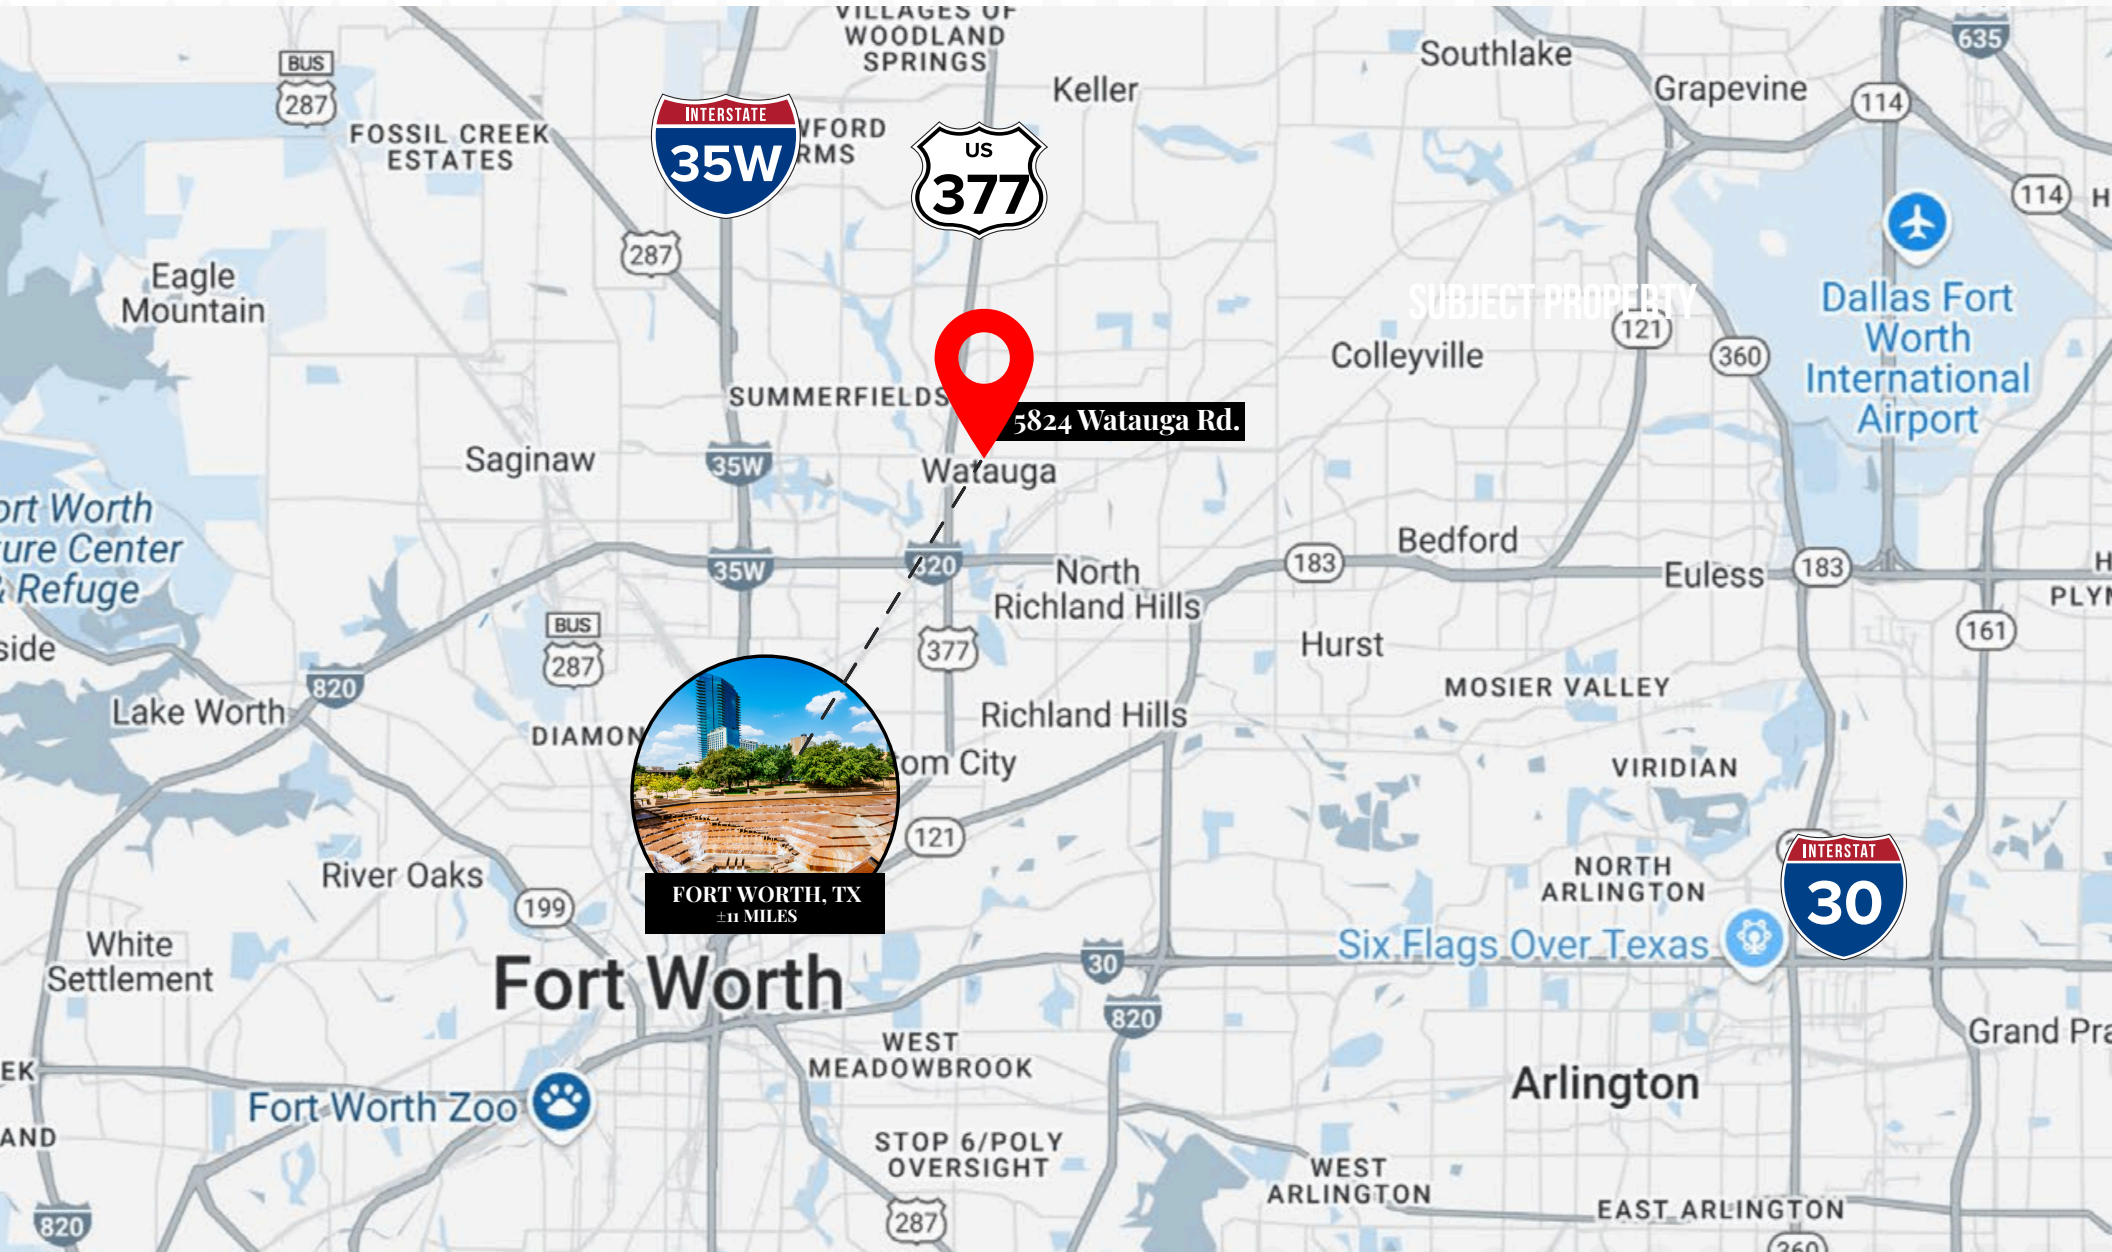 VILLAGES OF
WOODLAND
SPRINGS
Southlake
635
BUS
287
Keller
Grapevine
114
INTERSTATE
35W
FOSSIL CREEK
ESTATES
WFORD
RMS
US
377
114
H
287
Eagle
Mountain
SUBJECT PROPERTY
121
Dallas Fort
Worth
International
Airport
Colleyville
360
SUMMERFIELDS
5824 Watauga Rd.
Saginaw
35W
Watauga
ort Worth
ure Center
& Refuge
35W
820
North
Richland Hills
183
Bedford
Euless
183
H
PLYM
BUS
287
377
Hurst
161
side
820
Lake Worth
MOSIER VALLEY
Richland Hills
DIAMON
om City
VIRIDIAN
121
River Oaks
NORTH
ARLINGTON
INTERSTAT
30
FORT WORTH, TX
±11 MILES
199
White
Settlement
Six Flags Over Texas
Fort Worth
30
820
Grand Pra
WEST
MEADOWBROOK
EK
Arlington
Fort Worth Zoo
AND
STOP 6/POLY
OVERSIGHT
WEST
ARLINGTON
EAST ARLINGTON
820
287
360